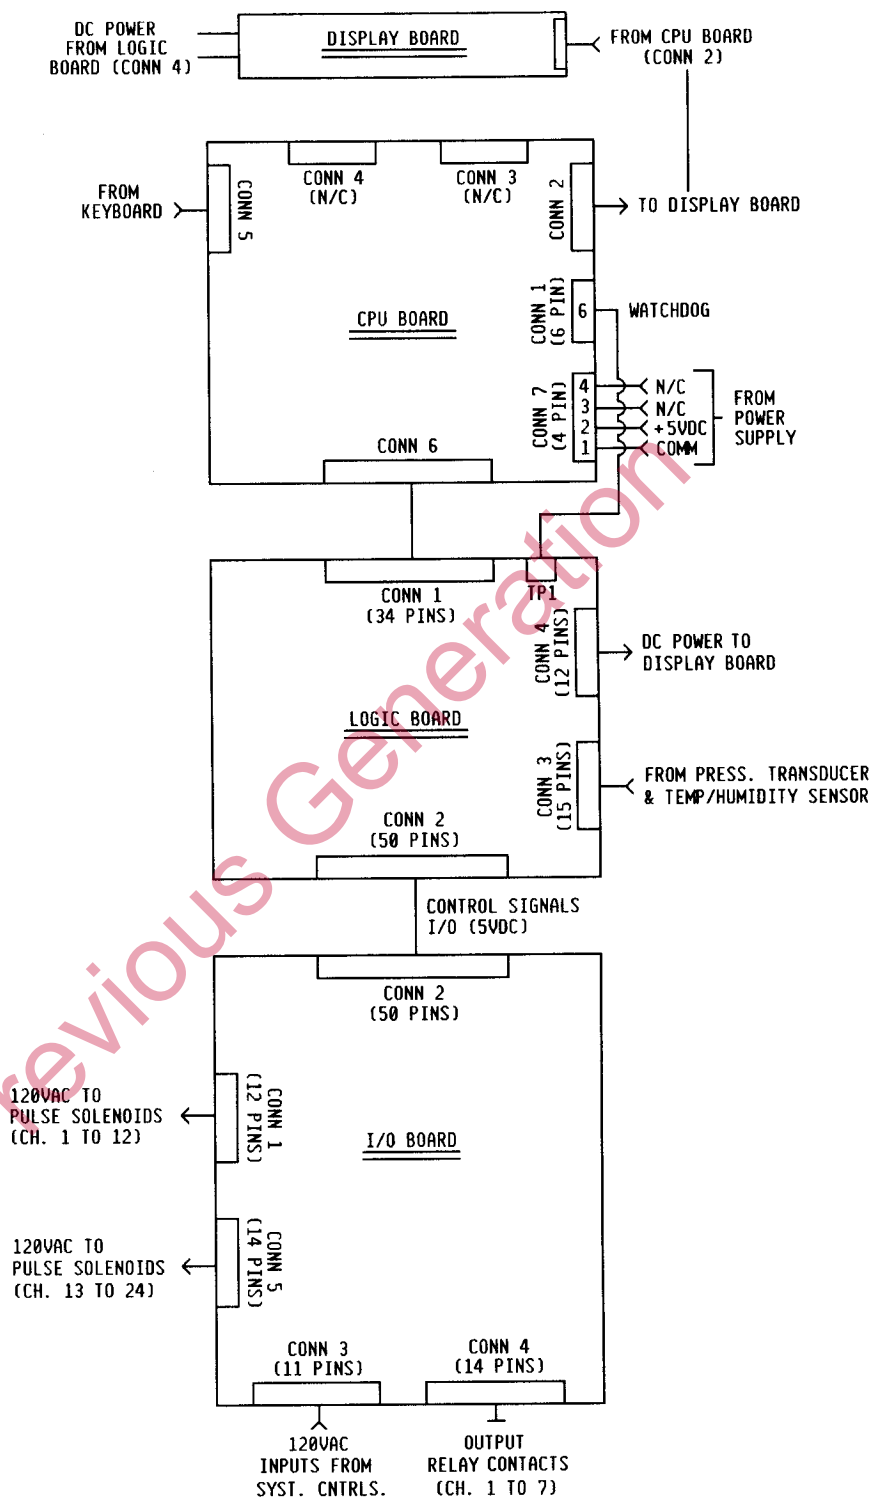 DC POWER
FROM LOGIC
BOARD (CONN 4)
DISPLAY BOARD
FROM CPU BOARD
(CONN 2)
CONN 4
(N/C)
CONN 3
(N/C)
FROM
KEYBOARD
CONN 5
CONN 2
TO DISPLAY BOARD
CONN 1
(6 PIN)
6
WATCHDOG
CPU BOARD
CONN 7
(4 PIN)
4
N/C
3
N/C
2
+5VDC
1
COMM
FROM
POWER
SUPPLY
CONN 6
CONN 1
(34 PINS)
TP1
CONN 4
(12 PINS)
DC POWER TO
DISPLAY BOARD
LOGIC BOARD
CONN 3
(15 PINS)
FROM PRESS. TRANSDUCER
& TEMP/HUMIDITY SENSOR
CONN 2
(50 PINS)
CONTROL SIGNALS
I/O (5VDC)
CONN 2
(50 PINS)
120VAC TO
PULSE SOLENOIDS
(CH. 1 TO 12)
CONN 1
(12 PINS)
I/O BOARD
120VAC TO
PULSE SOLENOIDS
(CH. 13 TO 24)
CONN 5
(14 PINS)
CONN 3
(11 PINS)
CONN 4
(14 PINS)
120VAC
INPUTS FROM
SYST. CNTRLS.
OUTPUT
RELAY CONTACTS
(CH. 1 TO 7)
revious Generation